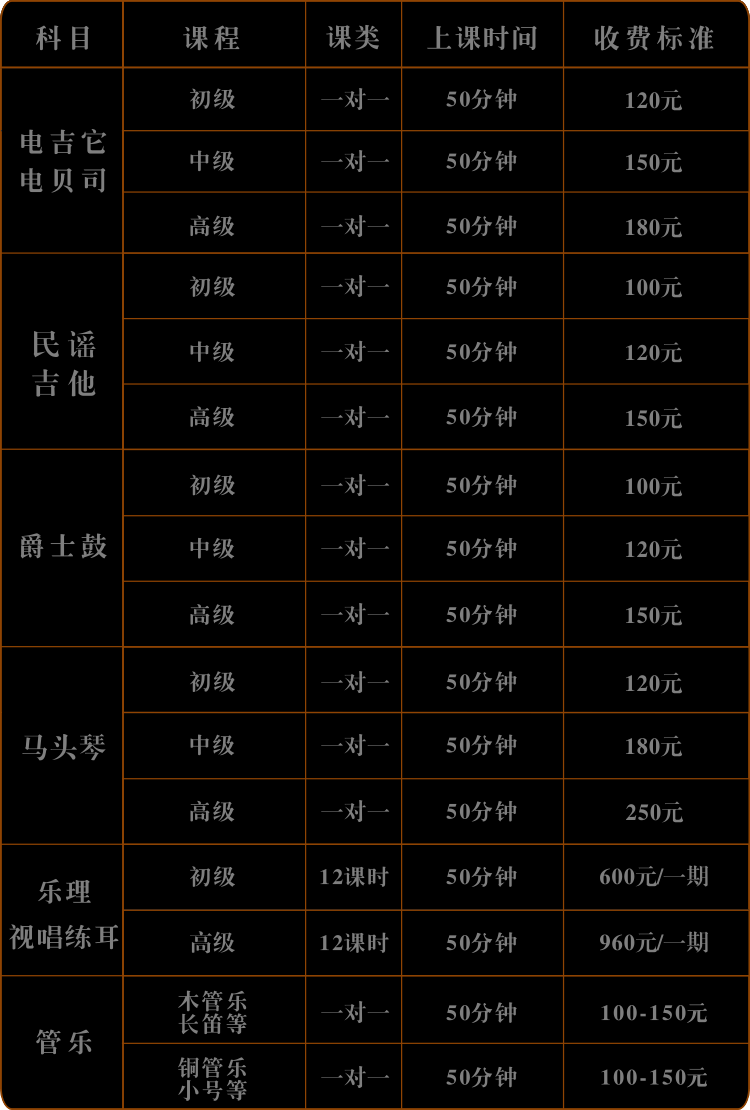 科目 课程 课类 上课时间 收费标准
电吉它
电贝司
初级 一对一 50分钟 120元
中级 一对一 50分钟 150元
高级 一对一 50分钟 180元
民谣
吉他
初级 一对一 50分钟 100元
中级 一对一 50分钟 120元
高级 一对一 50分钟 150元
爵士鼓
初级 一对一 50分钟 100元
中级 一对一 50分钟 120元
高级 一对一 50分钟 150元
马头琴
初级 一对一 50分钟 120元
中级 一对一 50分钟 180元
高级 一对一 50分钟 250元
乐理
视唱练耳
初级 12课时 50分钟 600元/一期
高级 12课时 50分钟 960元/一期
管乐
木管乐
长笛等
一对一 50分钟 100-150元
铜管乐
小号等
一对一 50分钟 100-150元